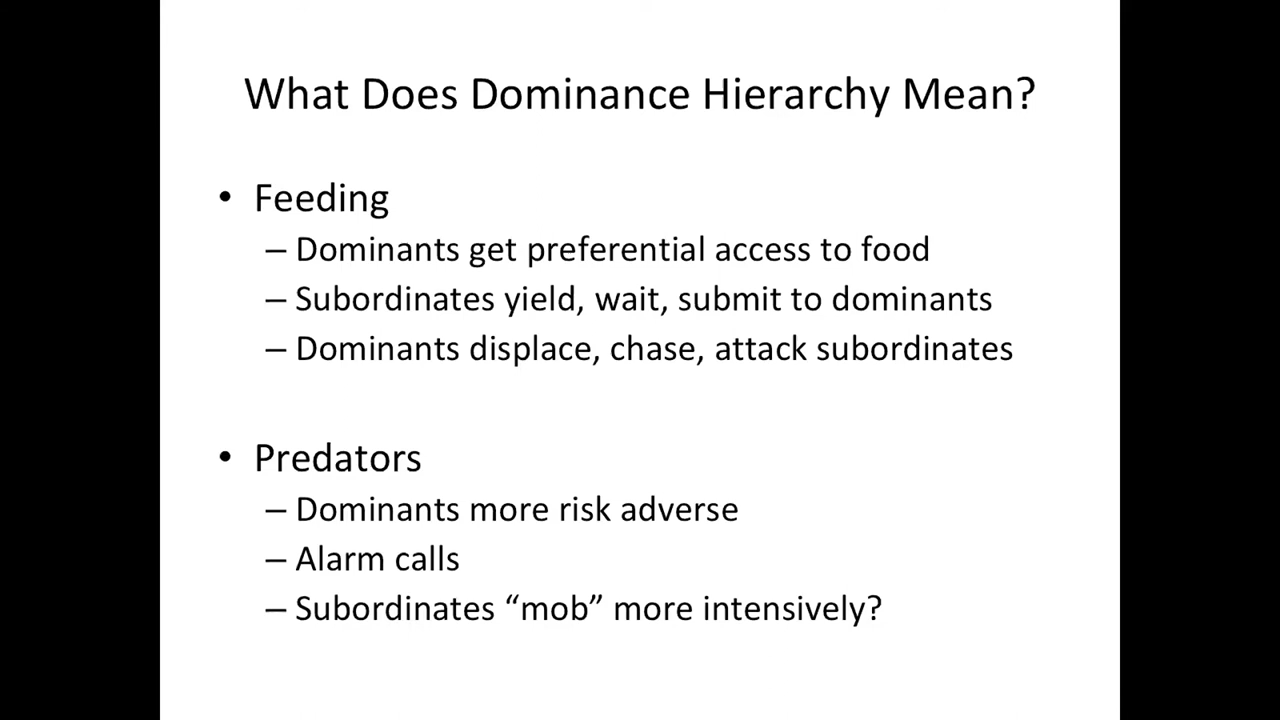 What Does Dominance Hierarchy Mean?
• Feeding
– Dominants get preferential access to food
– Subordinates yield, wait, submit to dominants
– Dominants displace, chase, attack subordinates
• Predators
– Dominants more risk adverse
– Alarm calls
– Subordinates “mob” more intensively?